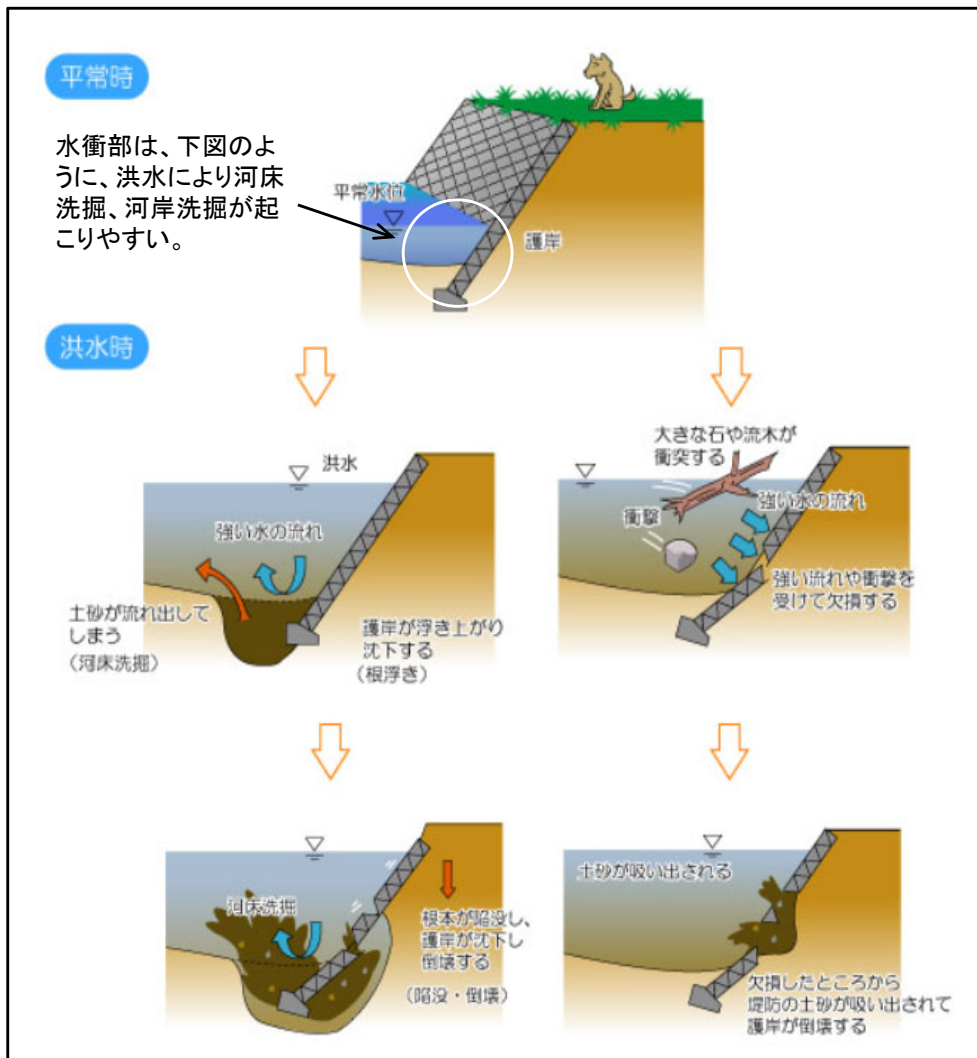 平常時
水衝部は、下図のよ
うに、洪水により河床
洗掘、河岸洗掘が起
こりやすい。
平常水位
護岸
洪水時
洪水
強い水の流れ
土砂が流れ出して
しまう
（河床洗掘）
護岸が浮き上がり
沈下する
（根浮き）
大きな石や流木が
衝突する
強い水の流れ
衝撃
強い流れや衝撃を
受けて欠損する
河床洗掘
根本が陥没し、
護岸が沈下し
倒壊する
（陥没・倒壊）
土砂が吸い出される
欠損したところから
堤防の土砂が吸い出されて
護岸が倒壊する